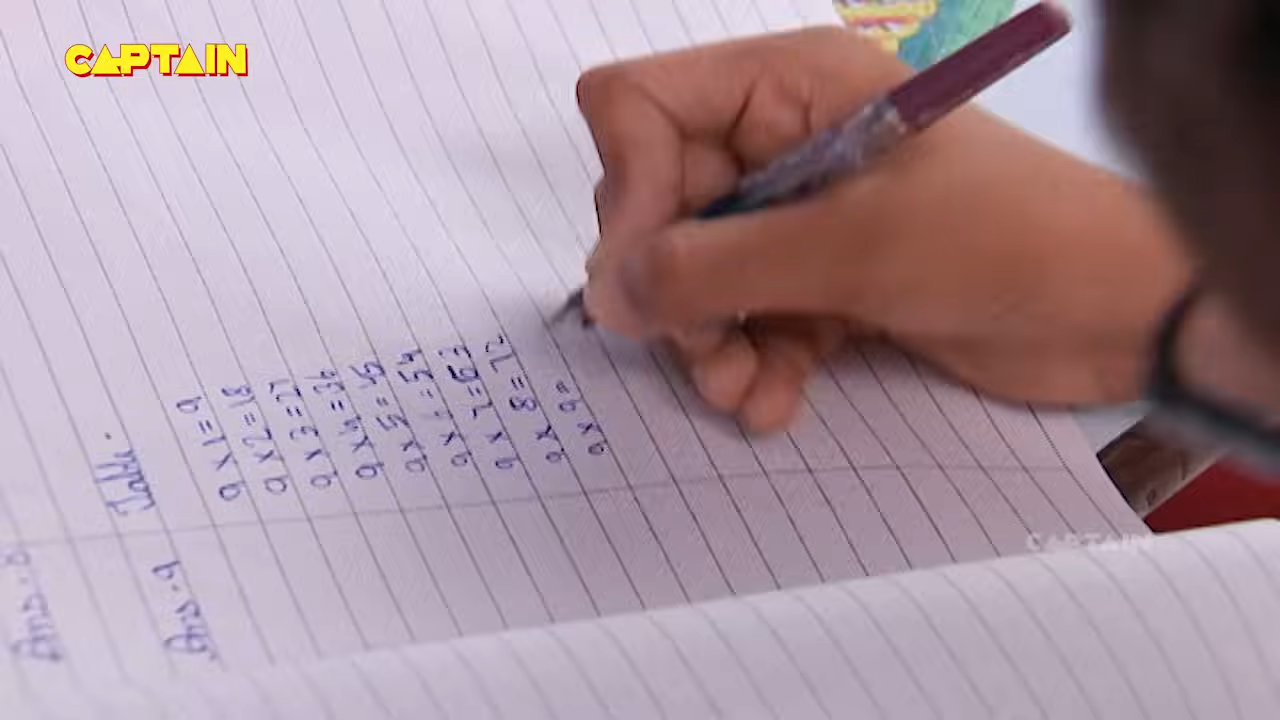 CAPTAIN
Ans. 8
Ans. 9
Table.
9 x 1 = 9
9 x 2 = 18
9 x 3 = 27
9 x 4 = 36
9 x 5 = 45
9 x 6 = 54
9 x 7 = 63
9 x 8 = 72
9 x 9 =
CAPTAIN